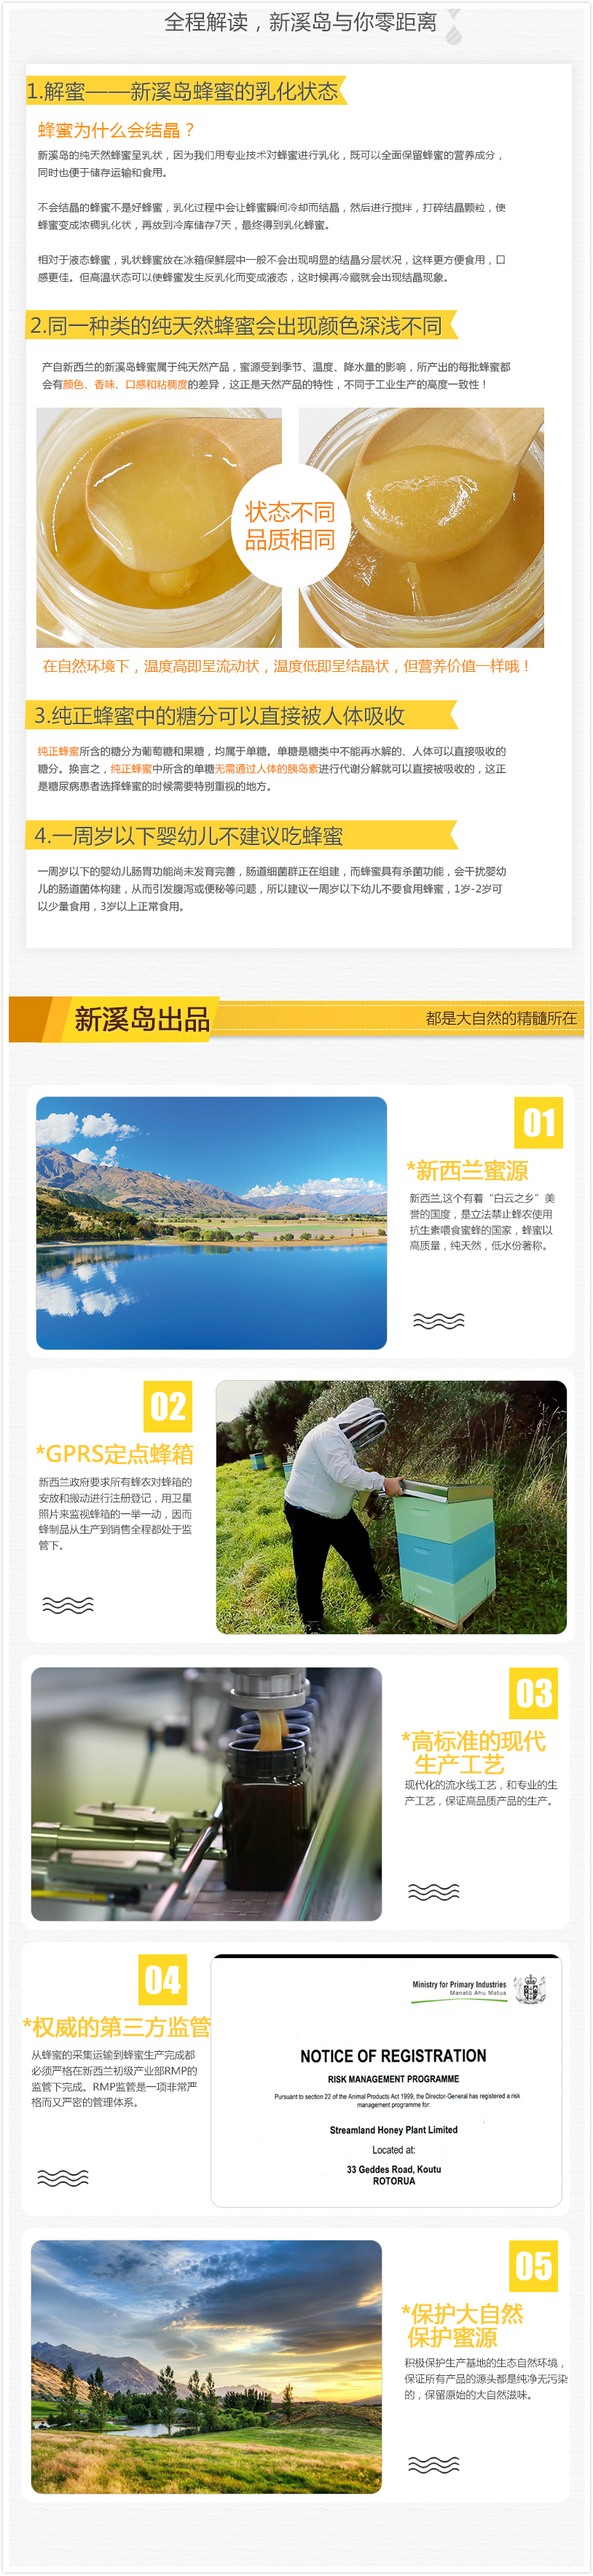 全程解读，新溪岛与你零距离
1.解蜜——新溪岛蜂蜜的乳化状态
蜂蜜为什么会结晶？
新溪岛的纯天然蜂蜜呈乳状，因为我们用专业技术对蜂蜜进行乳化，既可以全面保留蜂蜜的营养成分，
同时也便于储存运输和食用。
不会结晶的蜂蜜不是好蜂蜜，乳化过程中会让蜂蜜瞬间冷却而结晶，然后进行搅拌，打碎结晶颗粒，使
蜂蜜变成浓稠乳化状，再放到冷库储存7天，最终得到乳化蜂蜜。
相对于液态蜂蜜，乳状蜂蜜放在冰箱保鲜层中一般不会出现明显的结晶分层状况，这样更方便食用，口
感更佳。但高温状态可以使蜂蜜发生反乳化而变成液态，这时候再冷藏就会出现结晶现象。
2.同一种类的纯天然蜂蜜会出现颜色深浅不同
产自新西兰的新溪岛蜂蜜属于纯天然产品，蜜源受到季节、温度、降水量的影响，所产出的每批蜂蜜都
会有颜色、香味、口感和粘稠度的差异，这正是天然产品的特性，不同于工业生产的高度一致性！
状态不同
品质相同
在自然环境下，温度高即呈流动状，温度低即呈结晶状，但营养价值一样哦！
3.纯正蜂蜜中的糖分可以直接被人体吸收
纯正蜂蜜所含的糖分为葡萄糖和果糖，均属于单糖。单糖是糖类中不能再水解的、人体可以直接吸收的
糖分。换言之，纯正蜂蜜中所含的单糖无需通过人体的胰岛素进行代谢分解就可以直接被吸收的，这正
是糖尿病患者选择蜂蜜的时候需要特别重视的地方。
4.一周岁以下婴幼儿不建议吃蜂蜜
一周岁以下的婴幼儿肠胃功能尚未发育完善，肠道细菌群正在组建，而蜂蜜具有杀菌功能，会干扰婴幼
儿的肠道菌体构建，从而引发腹泻或便秘等问题，所以建议一周岁以下幼儿不要食用蜂蜜，1岁-2岁可
以少量食用，3岁以上正常食用。
新溪岛出品
都是大自然的精髓所在
01
*新西兰蜜源
新西兰,这个有着“白云之乡”美
誉的国度，是立法禁止蜂农使用
抗生素喂食蜜蜂的国家，蜂蜜以
高质量，纯天然，低水份著称。
02
*GPRS定点蜂箱
新西兰政府要求所有蜂农对蜂箱的
安放和搬动进行注册登记，用卫星
照片来监视蜂箱的一举一动，因而
蜂制品从生产到销售全程都处于监
管下。
03
*高标准的现代
生产工艺
现代化的流水线工艺，和专业的生
产工艺，保证高品质产品的生产。
04
*权威的第三方监管
从蜂蜜的采集运输到蜂蜜生产完成都
必须严格在新西兰初级产业部RMP的
监管下完成。RMP监管是一项非常严
格而又严密的管理体系。
Ministry for Primary Industries
Manatū Ahu Matua
NOTICE OF REGISTRATION
RISK MANAGEMENT PROGRAMME
Pursuant to section 22 of the Animal Products Act 1999, the Director-General has registered a risk
management programme for:
Streamland Honey Plant Limited
Located at:
33 Geddes Road, Koutu
ROTORUA
05
*保护大自然
保护蜜源
积极保护生产基地的生态自然环境，
保证所有产品的源头都是纯净无污染
的，保留原始的大自然滋味。